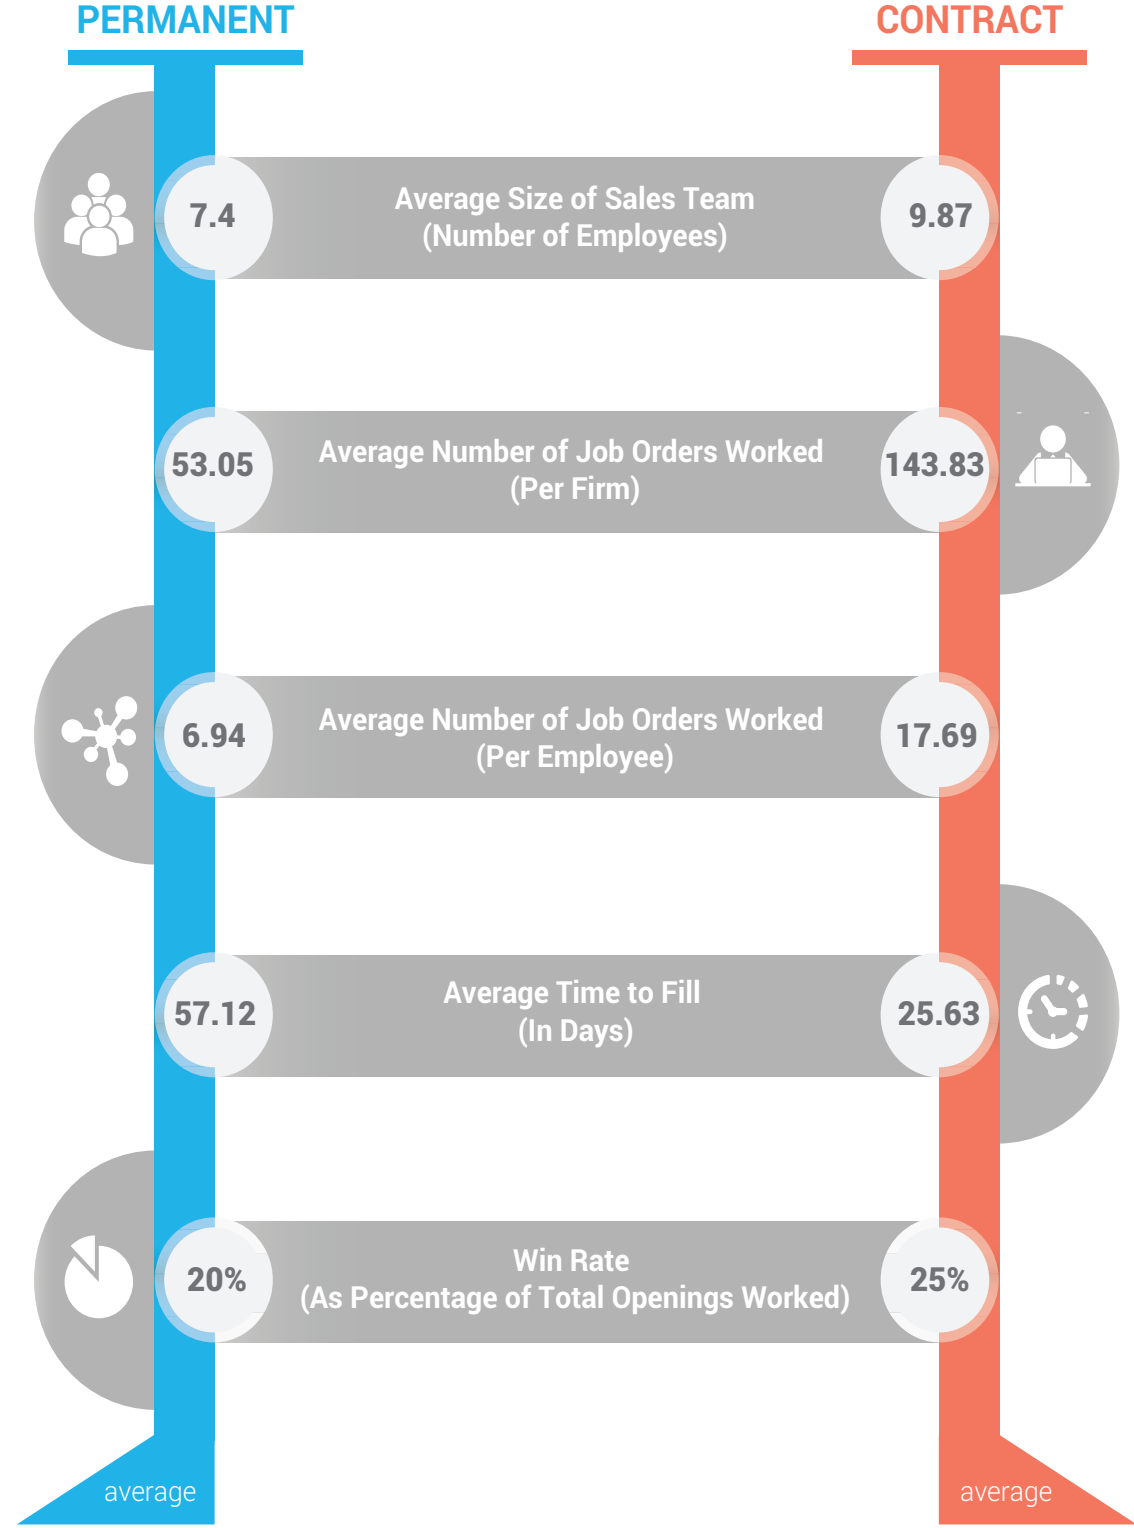 PERMANENT
CONTRACT
7.4
Average Size of Sales Team
(Number of Employees)
9.87
53.05
Average Number of Job Orders Worked
(Per Firm)
143.83
6.94
Average Number of Job Orders Worked
(Per Employee)
17.69
57.12
Average Time to Fill
(In Days)
25.63
20%
Win Rate
(As Percentage of Total Openings Worked)
25%
average
average